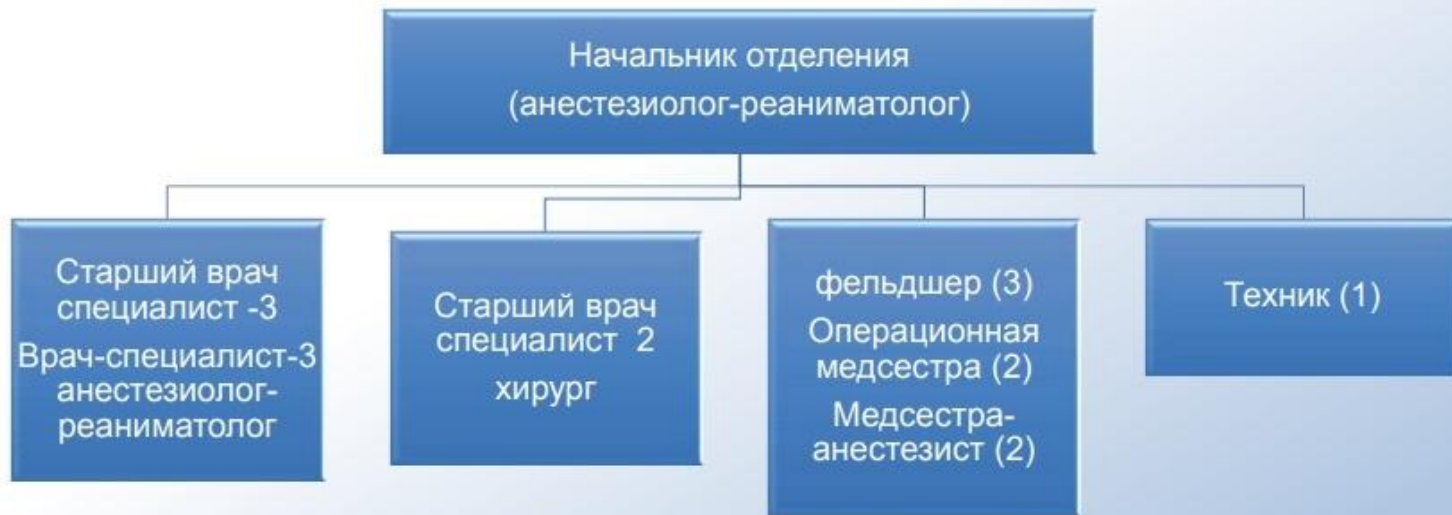 Начальник отделения
(анестезиолог-реаниматолог)
Старший врач
специалист -3
Врач-специалист-3
анестезиолог-
реаниматолог
Старший врач
специалист 2
хирург
фельдшер (3)
Операционная
медсестра (2)
Медсестра-
анестезист (2)
Техник (1)